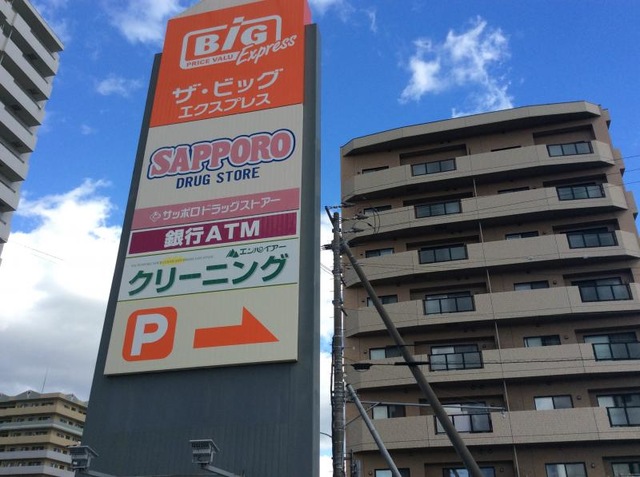 BiG
PRICE VALU
Express
ザ・ビッグ
エクスプレス
SAPPORO
DRUG STORE
サッポロドラッグストアー
銀行ATM
エンパイアー
クリーニング
P